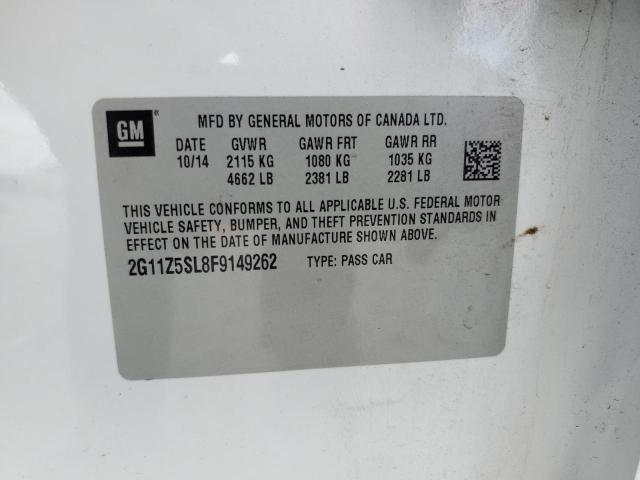 GM
®
MFD BY GENERAL MOTORS OF CANADA LTD.
DATE GVWR GAWR FRT GAWR RR
10/14 2115 KG 1080 KG 1035 KG
4662 LB 2381 LB 2281 LB
THIS VEHICLE CONFORMS TO ALL APPLICABLE U.S. FEDERAL MOTOR
VEHICLE SAFETY, BUMPER, AND THEFT PREVENTION STANDARDS IN
EFFECT ON THE DATE OF MANUFACTURE SHOWN ABOVE.
2G11Z5SL8F9149262 TYPE: PASS CAR